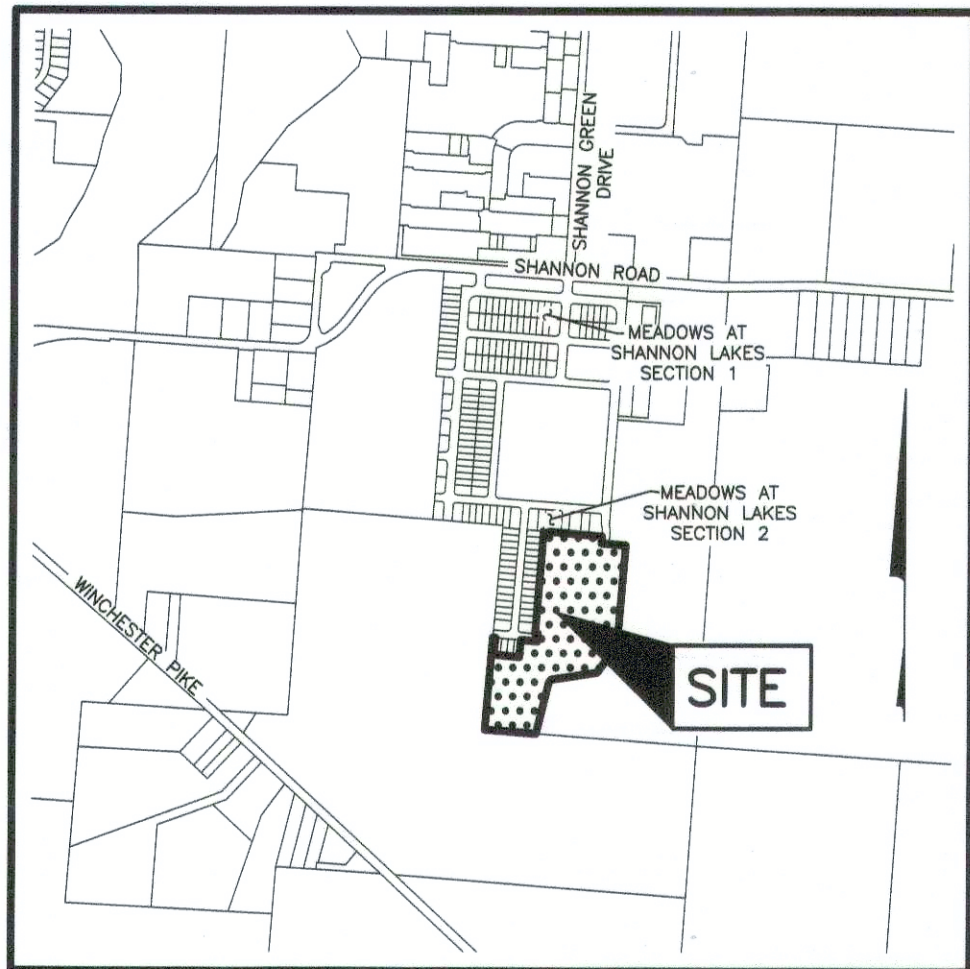 SHANNON GREEN
DRIVE
SHANNON ROAD
MEADOWS AT
SHANNON LAKES
SECTION 1
MEADOWS AT
SHANNON LAKES
SECTION 2
WINCHESTER PIKE
SITE